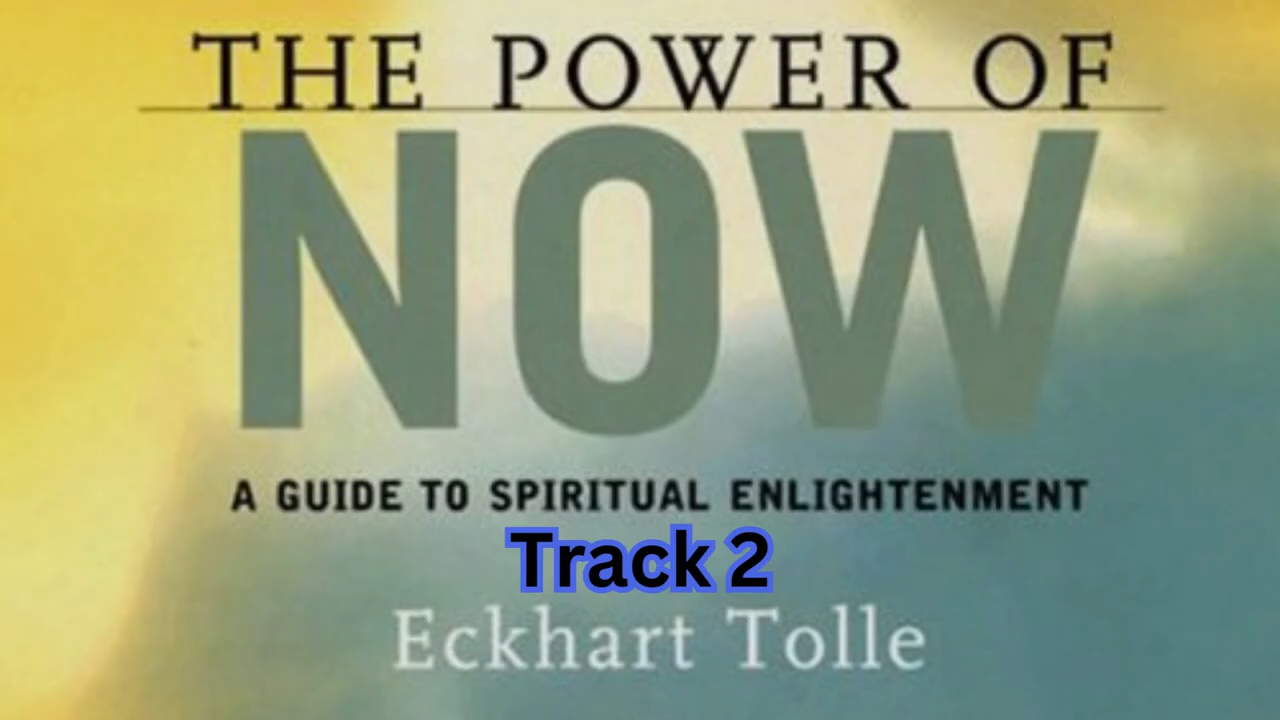 THE POWER OF
NOW
A GUIDE TO SPIRITUAL ENLIGHTENMENT
Track 2
Eckhart Tolle